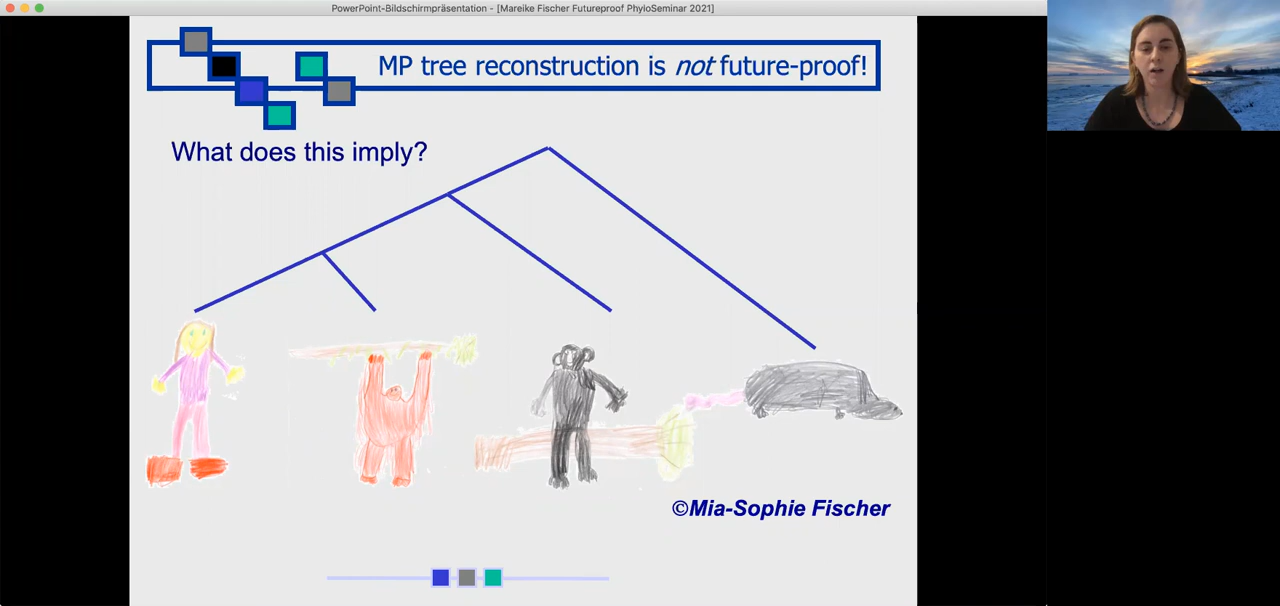 PowerPoint-Bildschirmpräsentation - [Mareike Fischer Futureproof PhyloSeminar 2021]
MP tree reconstruction is not future-proof!
What does this imply?
©Mia-Sophie Fischer